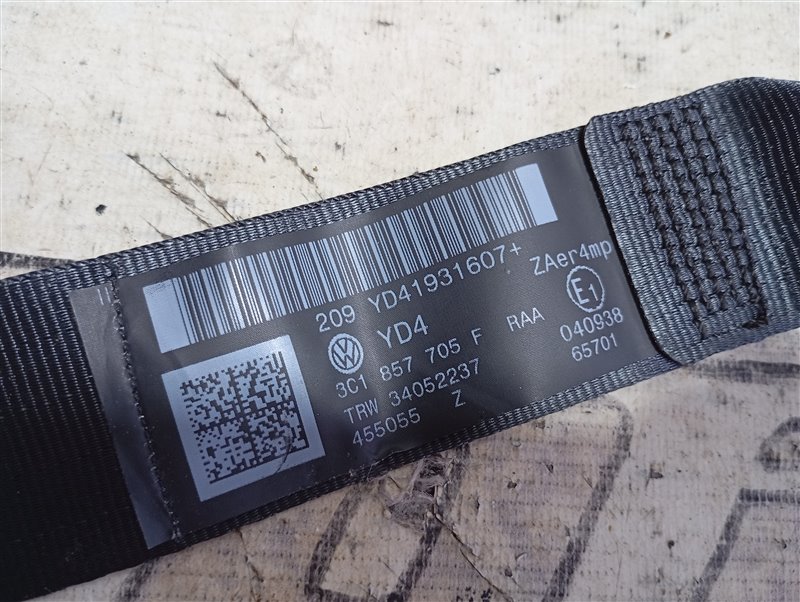 209 YD41931607+ ZAer4mp
YD4
3C1 857 705 F RAA
TRW 34052237
455055 Z
E1
040938
65701